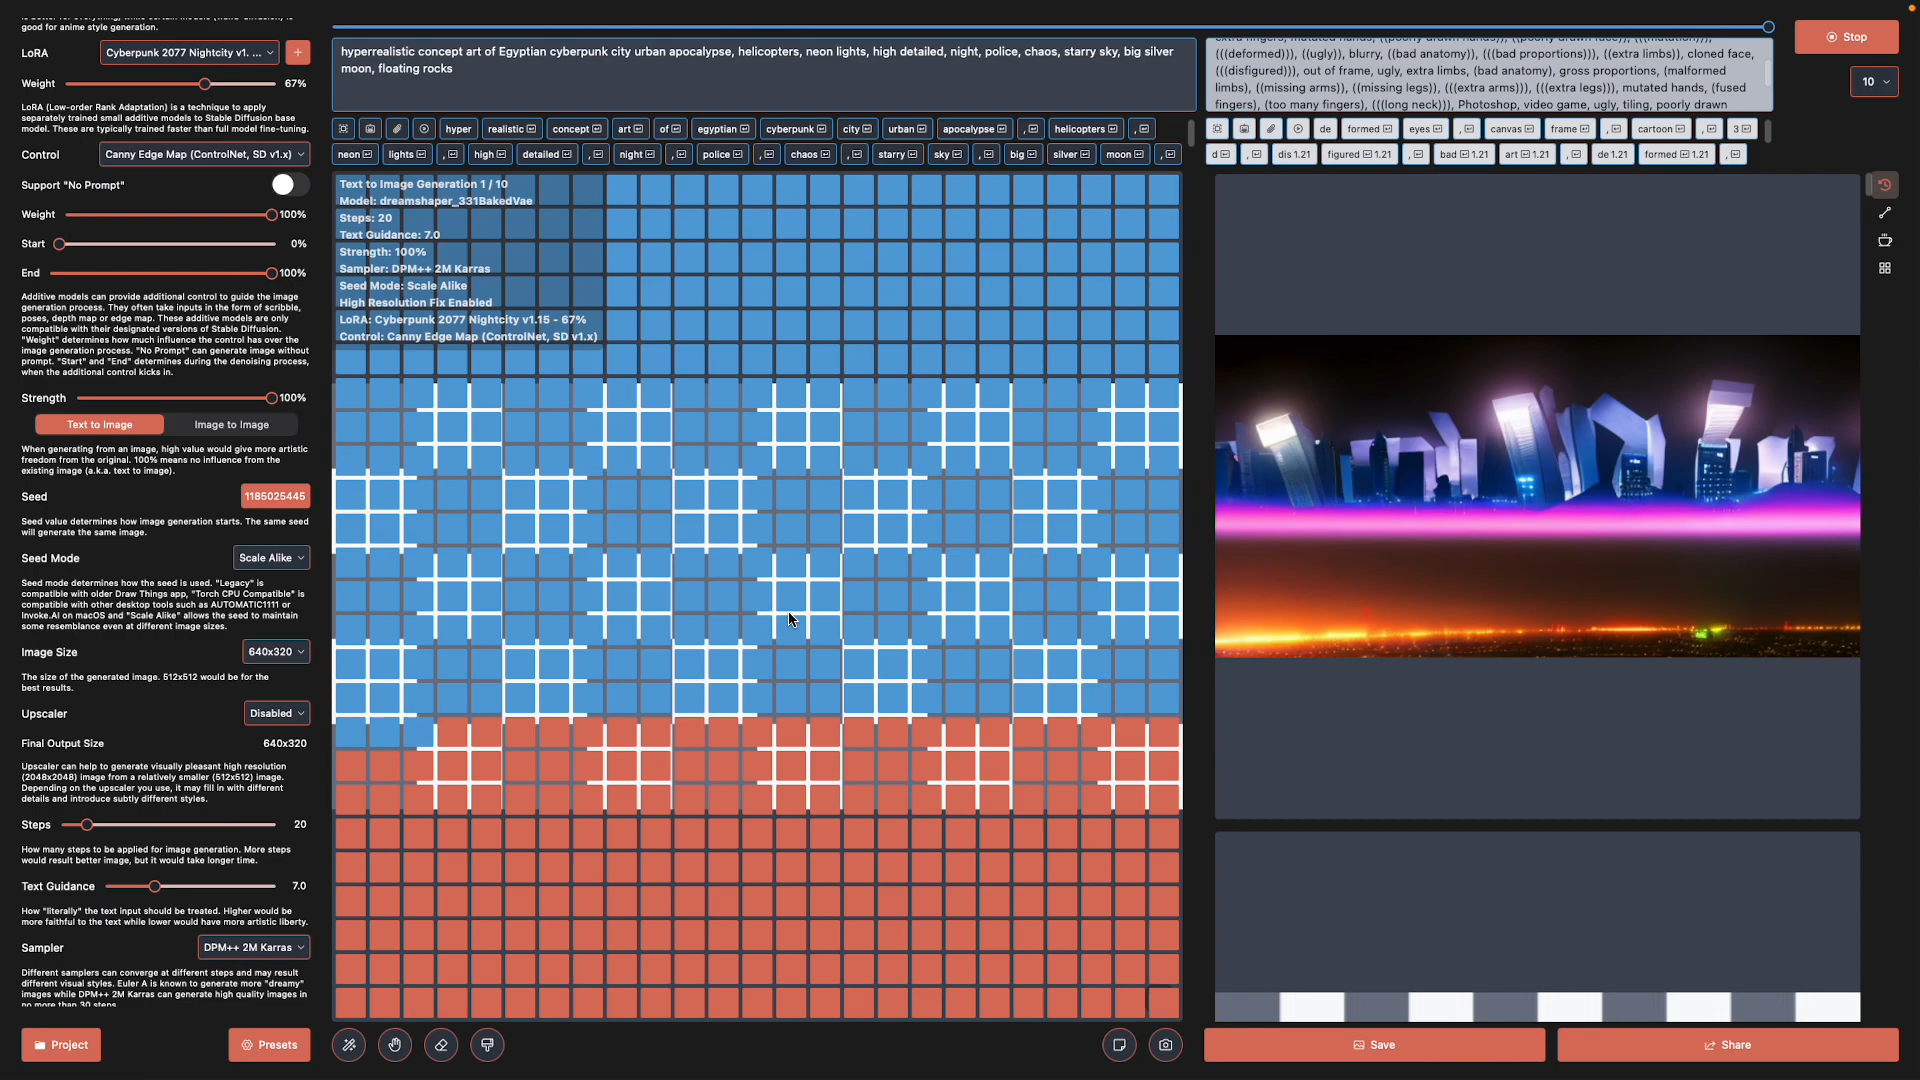 good for anime style generation.
LoRA
Cyberpunk 2077 Nightcity v1. ...
Weight
67%
LoRA (Low-order Rank Adaptation) is a technique to apply
separately trained small additive models to Stable Diffusion base
model. These are typically trained faster than full model fine-tuning.
Control
Canny Edge Map (ControlNet, SD v1.x)
Support "No Prompt"
Weight
100%
Start
0%
End
100%
Additive models can provide additional control to guide the image
generation process. They often take inputs in the form of scribble,
poses, depth map or edge map. These additive models are only
compatible with their designated versions of Stable Diffusion.
"Weight" determines how much influence the control has over the
image generation process. "No Prompt" can generate image without
prompt. "Start" and "End" determines during the denoising process,
when the additional control kicks in.
Strength
100%
Text to Image
Image to Image
When generating from an image, high value would give more artistic
freedom from the original. 100% means no influence from the
existing image (a.k.a. text to image).
Seed
1185025445
Seed value determines how image generation starts. The same seed
will generate the same image.
Seed Mode
Scale Alike
Seed mode determines how the seed is used. "Legacy" is
compatible with older Draw Things app, "Torch CPU Compatible" is
compatible with other desktop tools such as AUTOMATIC1111 or
Invoke.AI on macOS and "Scale Alike" allows the seed to maintain
some resemblance even at different image sizes.
Image Size
640x320
The size of the generated image. 512x512 would be for the
best results.
Upscaler
Disabled
Final Output Size
640x320
Upscaler can help to generate visually pleasant high resolution
(2048x2048) image from a relatively smaller (512x512) image.
Depending on the upscaler you use, it may fill in with different
details and introduce subtly different styles.
Steps
20
How many steps to be applied for image generation. More steps
would result better image, but it would take longer time.
Text Guidance
7.0
How "literally" the text input should be treated. Higher would be
more faithful to the text while lower would have more artistic liberty.
Sampler
DPM++ 2M Karras
Different samplers can converge at different steps and may result
different visual styles. Euler A is known to generate more "dreamy"
images while DPM++ 2M Karras can generate high quality images in
no more than 30 steps.
Project
Presets
hyperrealistic concept art of Egyptian cyberpunk city urban apocalypse, helicopters, neon lights, high detailed, night, police, chaos, starry sky, big silver
moon, floating rocks
hyper realistic concept art of egyptian cyberpunk city urban apocalypse , helicopters ,
neon lights , high detailed , night , police , chaos , starry sky , big silver moon ,
Text to Image Generation 1 / 10
Model: dreamshaper_331BakedVae
Steps: 20
Text Guidance: 7.0
Strength: 100%
Sampler: DPM++ 2M Karras
Seed Mode: Scale Alike
High Resolution Fix Enabled
LoRA: Cyberpunk 2077 Nightcity v1.15 - 67%
Control: Canny Edge Map (ControlNet, SD v1.x)
extra fingers, mutated hands, ((poorly drawn hands)), ((poorly drawn face)), (((mutation))),
(((deformed))), ((ugly)), blurry, ((bad anatomy)), (((bad proportions))), ((extra limbs)), cloned face,
(((disfigured))), out of frame, ugly, extra limbs, (bad anatomy), gross proportions, (malformed
limbs), ((missing arms)), ((missing legs)), (((extra arms))), (((extra legs))), mutated hands, (fused
fingers), (too many fingers), (((long neck))), Photoshop, video game, ugly, tiling, poorly drawn
de formed eyes , canvas frame , cartoon , 3
d , dis 1.21 figured 1.21 , bad 1.21 art 1.21 , de 1.21 formed 1.21 ,
Stop
10
Save
Share